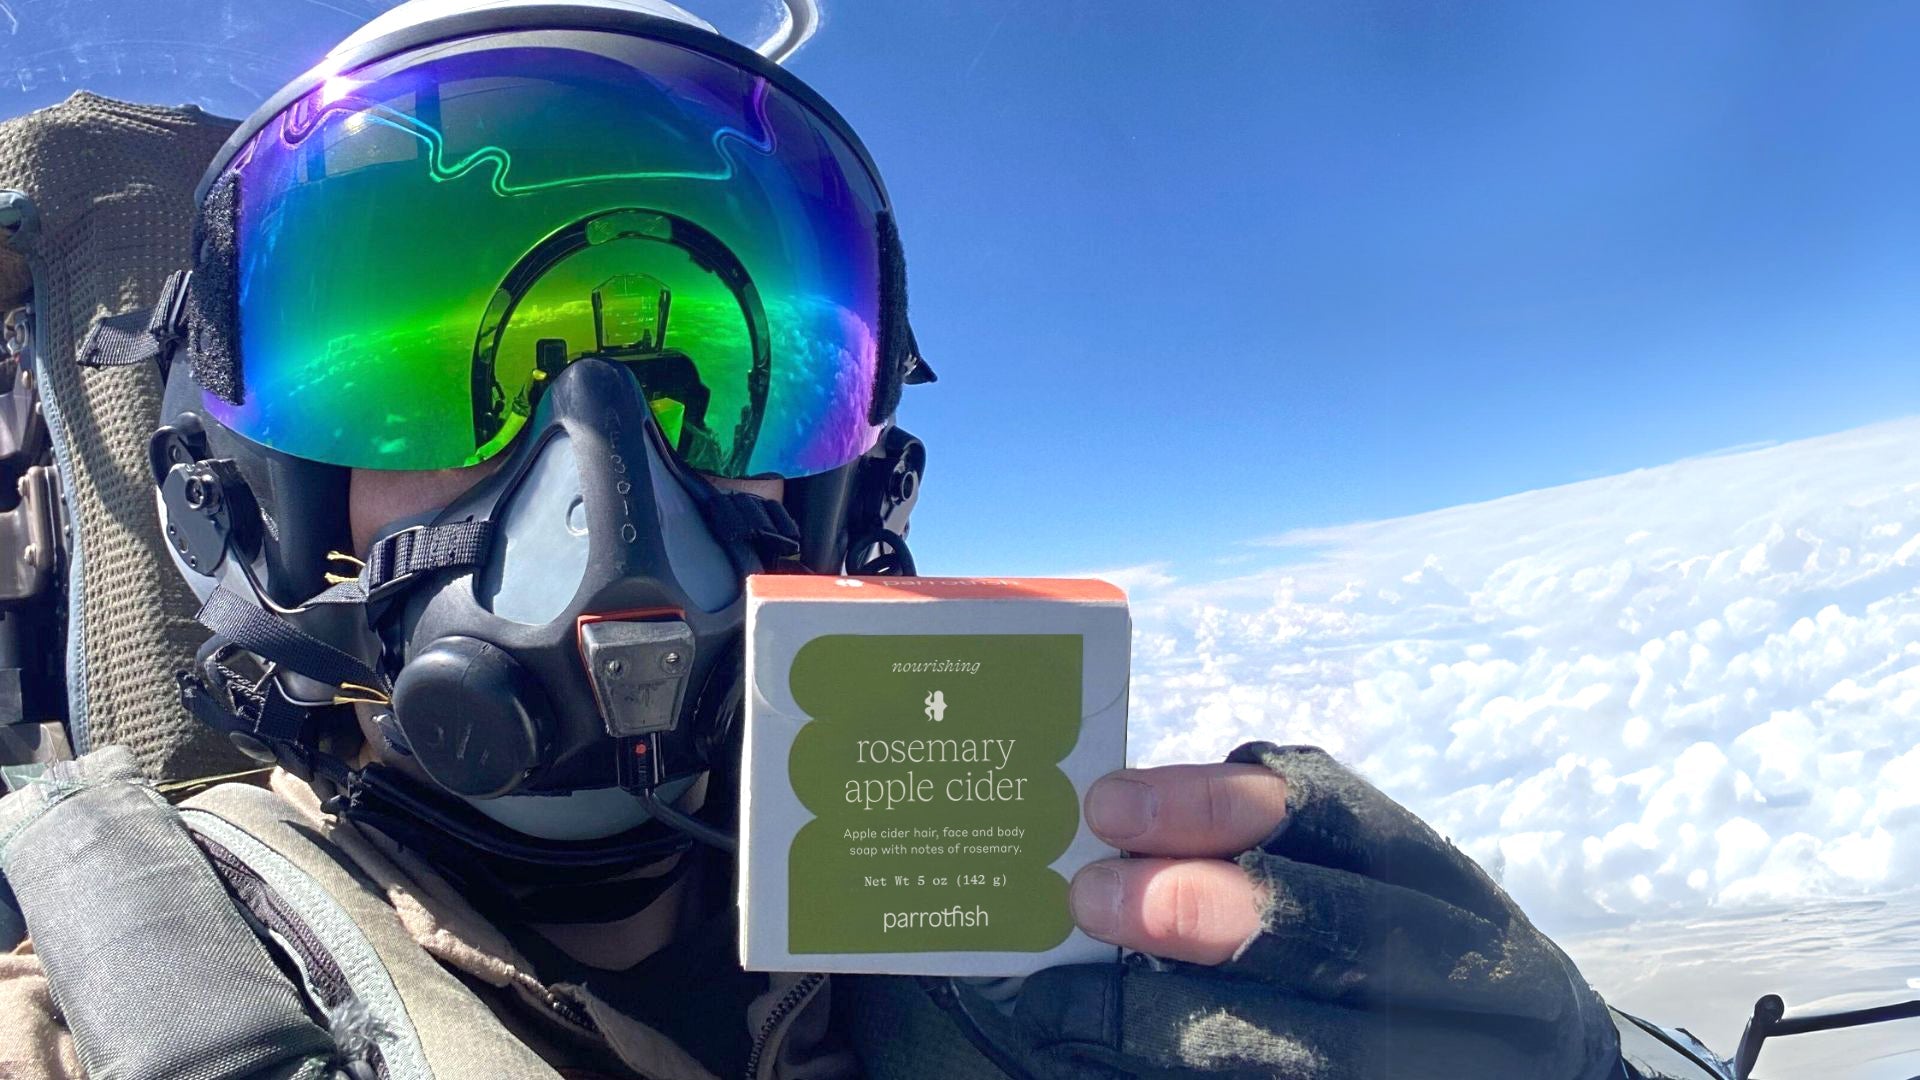 parrotfish
nourishing
rosemary
apple cider
Apple cider hair, face and body
soap with notes of rosemary.
Net Wt 5 oz (142 g)
parrotfish